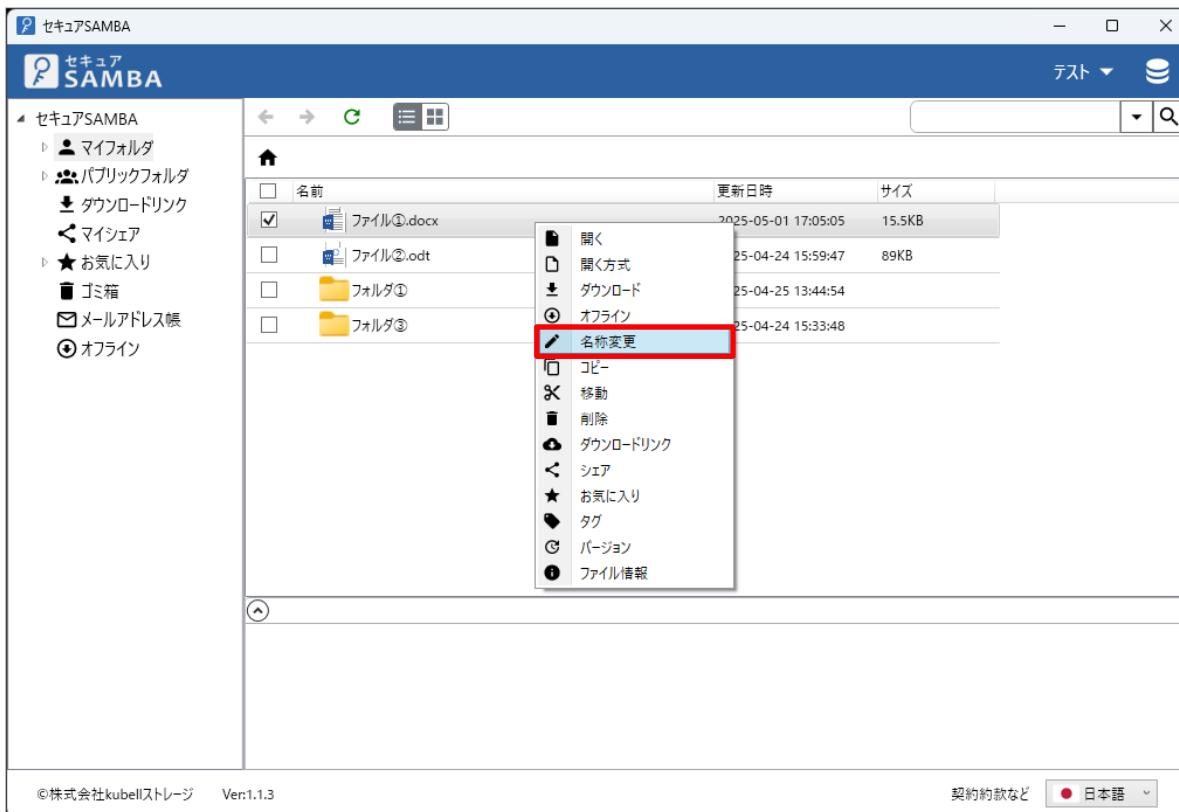 セキュアSAMBA
セキュア
SAMBA
テスト
セキュアSAMBA
マイフォルダ
パブリックフォルダ
ダウンロードリンク
マイシェア
お気に入り
ゴミ箱
メールアドレス帳
オフライン
名前 更新日時 サイズ
ファイル①.docx 2025-05-01 17:05:05 15.5KB
ファイル②.odt 25-04-24 15:59:47 89KB
フォルダ① 25-04-25 13:44:54
フォルダ③ 25-04-24 15:33:48
開く
開く方式
ダウンロード
オフライン
名称変更
コピー
移動
削除
ダウンロードリンク
シェア
お気に入り
タグ
バージョン
ファイル情報
©株式会社kubellストレージ Ver:1.1.3 契約約款など 日本語